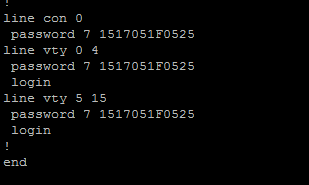 !
line con 0
 password 7 1517051F0525
line vty 0 4
 password 7 1517051F0525
 login
line vty 5 15
 password 7 1517051F0525
 login
!
end